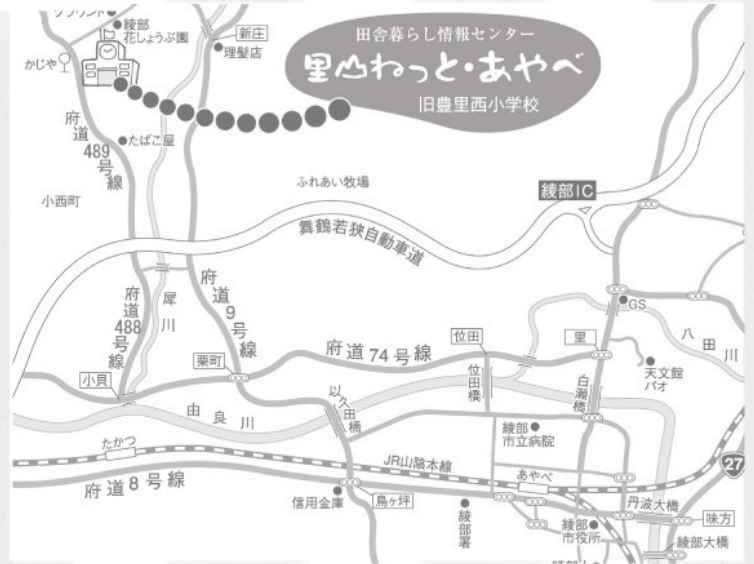 綾部
花しょうぶ園
新庄
理髪店
かじや
田舎暮らし情報センター
里山ねっと・あやべ
旧豊里西小学校
府道489号線
たばこ屋
小西町
ふれあい牧場
綾部IC
舞鶴若狭自動車道
府道488号線
犀川
府道9号線
GS
八田川
府道74号線
位田
里
栗町
小貝
位田橋
白瀬橋
天文館
パオ
由良川
以久田橋
綾部
市立病院
たかつ
JR山陰本線
あやべ
27
府道8号線
信用金庫
鳥ヶ坪
綾部署
綾部
市役所
丹波大橋
味方
綾部大橋